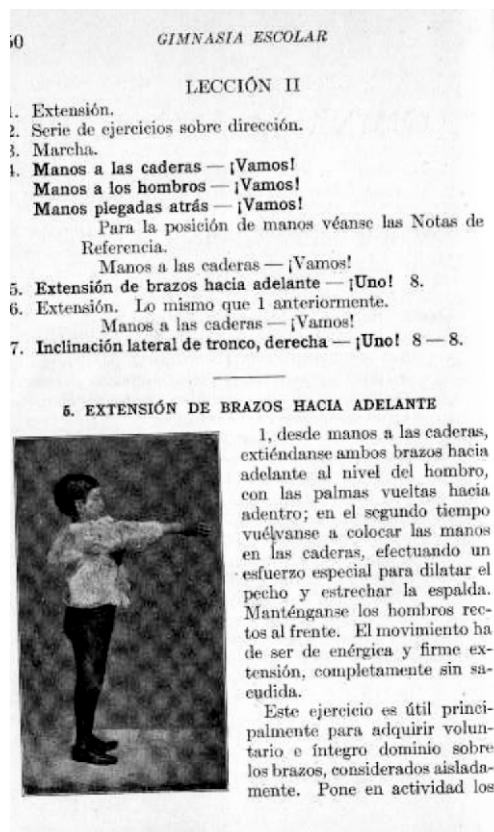 50
GIMNASIA ESCOLAR
LECCIÓN II
1. Extensión.
2. Serie de ejercicios sobre dirección.
3. Marcha.
4. Manos a las caderas — ¡Vamos!
Manos a los hombros — ¡Vamos!
Manos plegadas atrás — ¡Vamos!
Para la posición de manos véanse las Notas de
Referencia.
Manos a las caderas — ¡Vamos!
5. Extensión de brazos hacia adelante — ¡Uno! 8.
6. Extensión. Lo mismo que 1 anteriormente.
Manos a las caderas — ¡Vamos!
7. Inclinación lateral de tronco, derecha — ¡Uno! 8 — 8.
5. EXTENSIÓN DE BRAZOS HACIA ADELANTE
1, desde manos a las caderas,
extiéndanse ambos brazos hacia
adelante al nivel del hombro,
con las palmas vueltas hacia
adentro; en el segundo tiempo
vuélvanse a colocar las manos
en las caderas, efectuando un
esfuerzo especial para dilatar el
pecho y estrechar la espalda.
Manténganse los hombros rec-
tos al frente. El movimiento ha
de ser de enérgica y firme ex-
tensión, completamente sin sa-
cudida.
Este ejercicio es útil princi-
palmente para adquirir volun-
tario e íntegro dominio sobre
los brazos, considerados aislada-
mente. Pone en actividad los